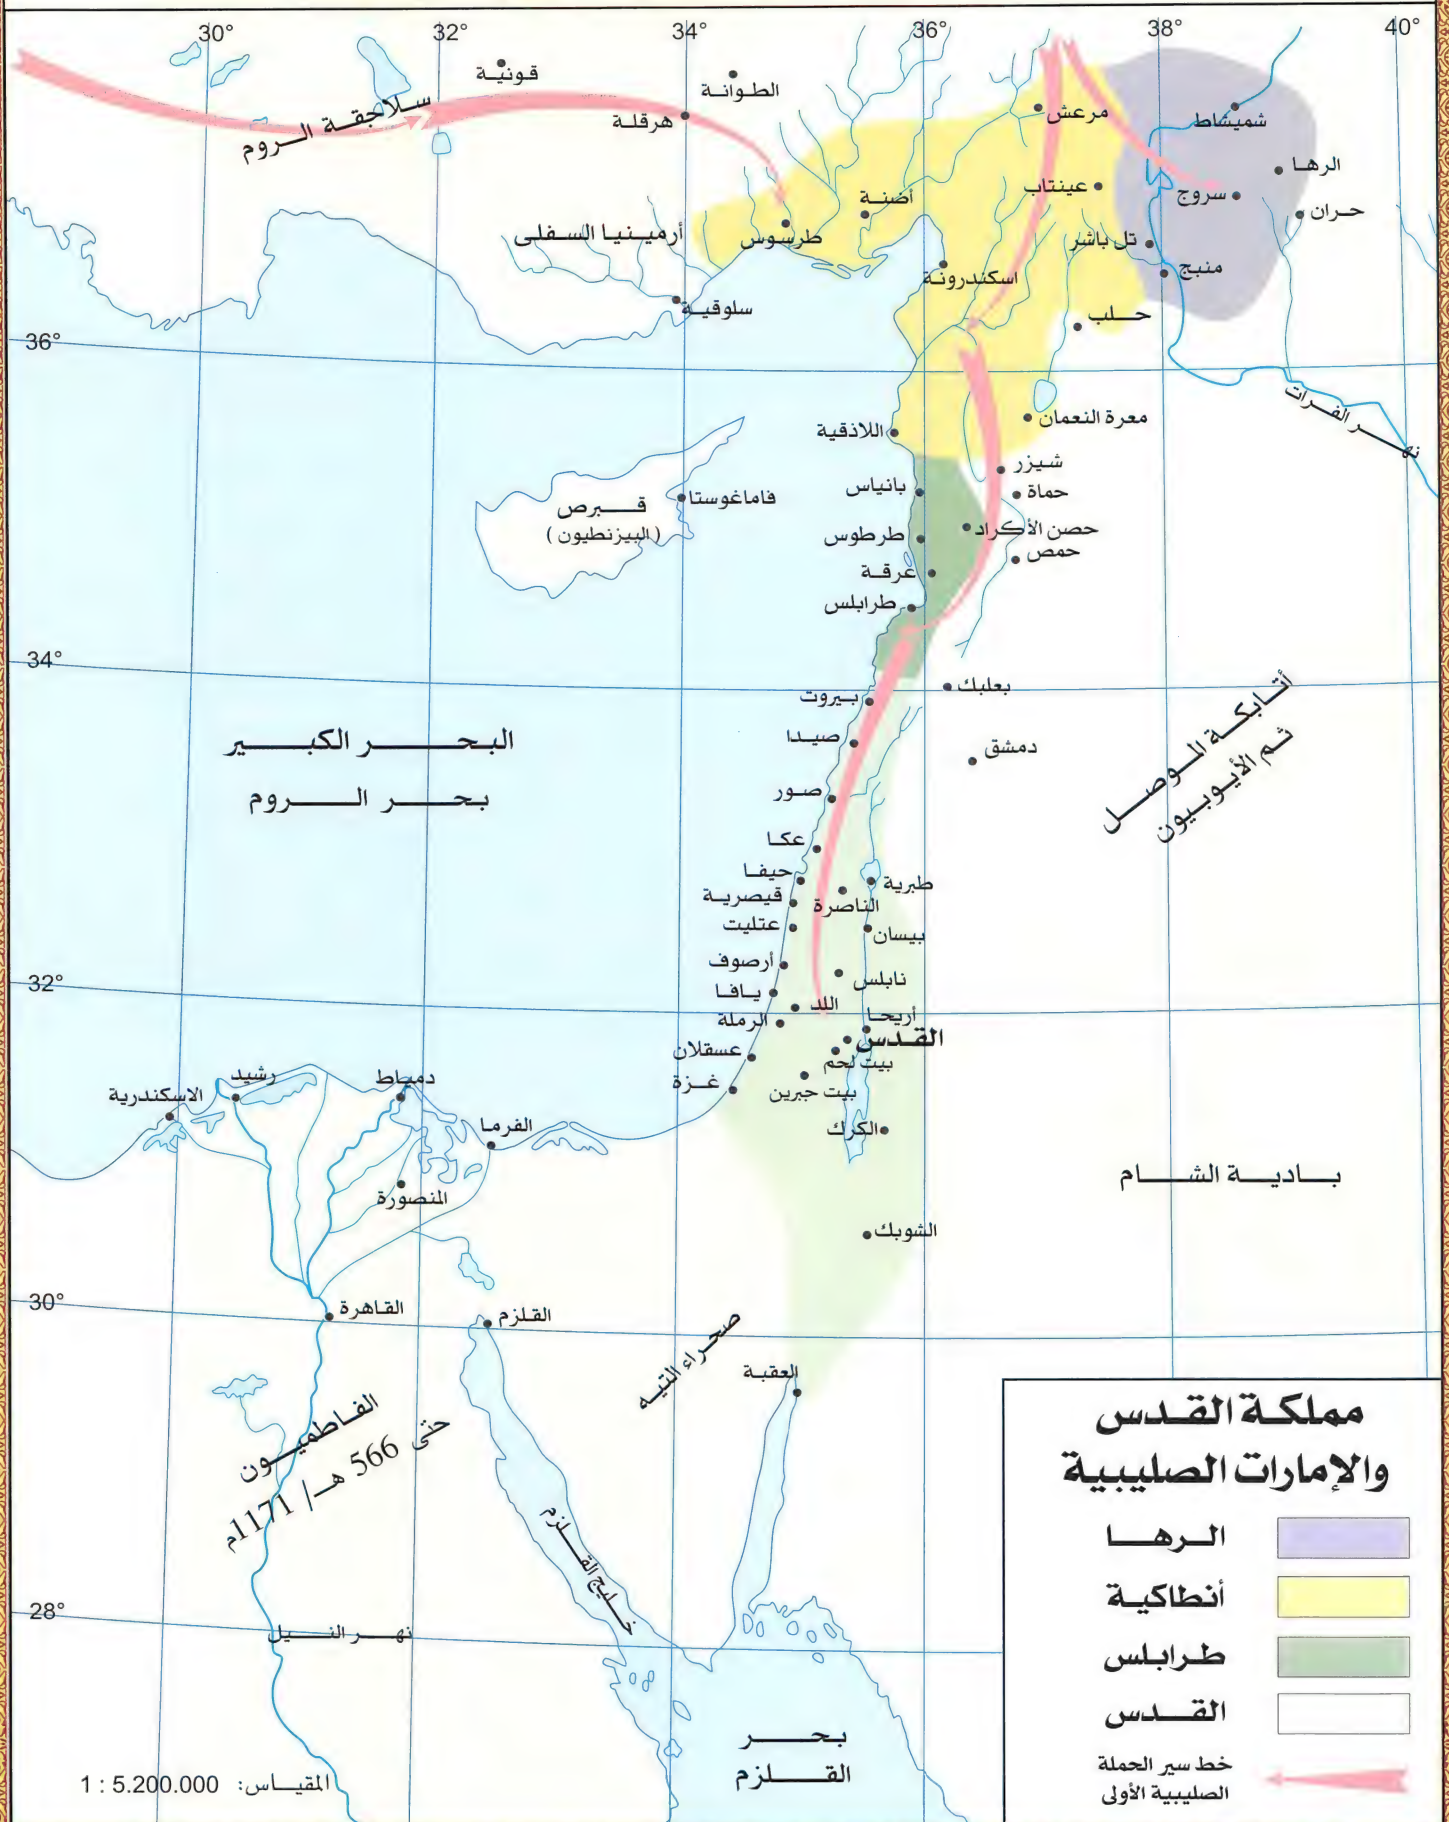 30°
32°
34°
36°
38°
40°
قونية
الطوانة
سلاجقة الروم
هرقلة
مرعش
شميشاط
الرها
عينتاب
سروج
حران
أضنة
أرمينيا السفلى
طرسوس
تل باشر
منبج
اسكندرونة
سلوقية
حلب
36°
نهر الفرات
معرة النعمان
اللاذقية
شيزر
بانياس
حماة
قبرص
(البيزنطيون)
فاماغوستا
حصن الأكراد
طرطوس
حمص
عرقة
طرابلس
34°
بعلبك
بيروت
أتابكة الموصل
ثم الأيوبيون
البحر الكبير
بحر الروم
صيدا
دمشق
صور
عكا
حيفا
طبرية
قيصرية
الناصرة
عتليت
بيسان
أرصوف
نابلس
32°
يافا
اللد
أريحا
الرملة
القدس
عسقلان
بيت لحم
غزة
بيت جبرين
رشيد
دمياط
الاسكندرية
الفرما
الكرك
المنصورة
بادية الشام
الشوبك
30°
القاهرة
القلزم
صحراء التيه
العقبة
الفاطميون
حتى 566 هـ/ 1171م
خليج القلزم
28°
نهر النيل
بحر
القلزم
المقياس: 1 : 5.200.000
مملكة القدس
والإمارات الصليبية
الرها
أنطاكية
طرابلس
القدس
خط سير الحملة
الصليبية الأولى